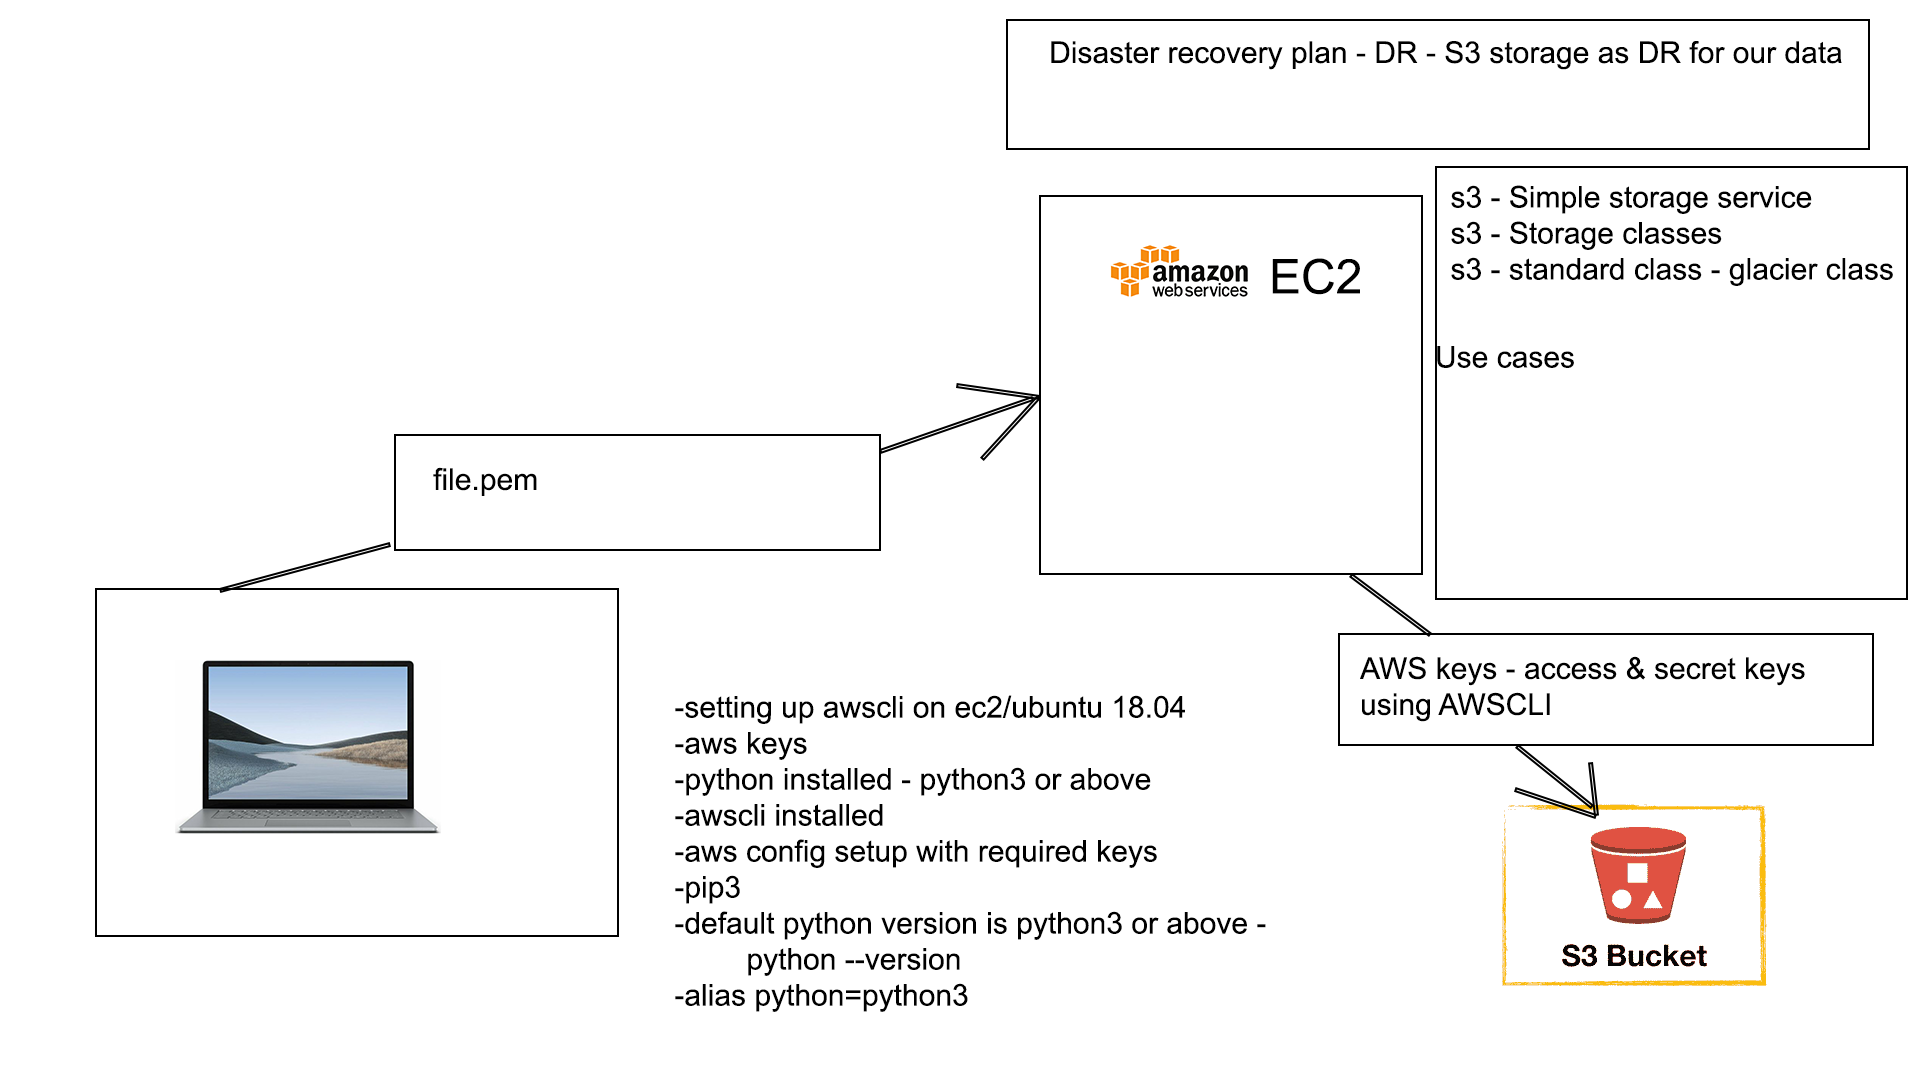 Disaster recovery plan - DR - S3 storage as DR for our data
s3 - Simple storage service
s3 - Storage classes
s3 - standard class - glacier class
Use cases
amazon
web services
EC2
file.pem
AWS keys - access & secret keys
using AWSCLI
-setting up awscli on ec2/ubuntu 18.04
-aws keys
-python installed - python3 or above
-awscli installed
-aws config setup with required keys
-pip3
-default python version is python3 or above -
python --version
-alias python=python3
S3 Bucket